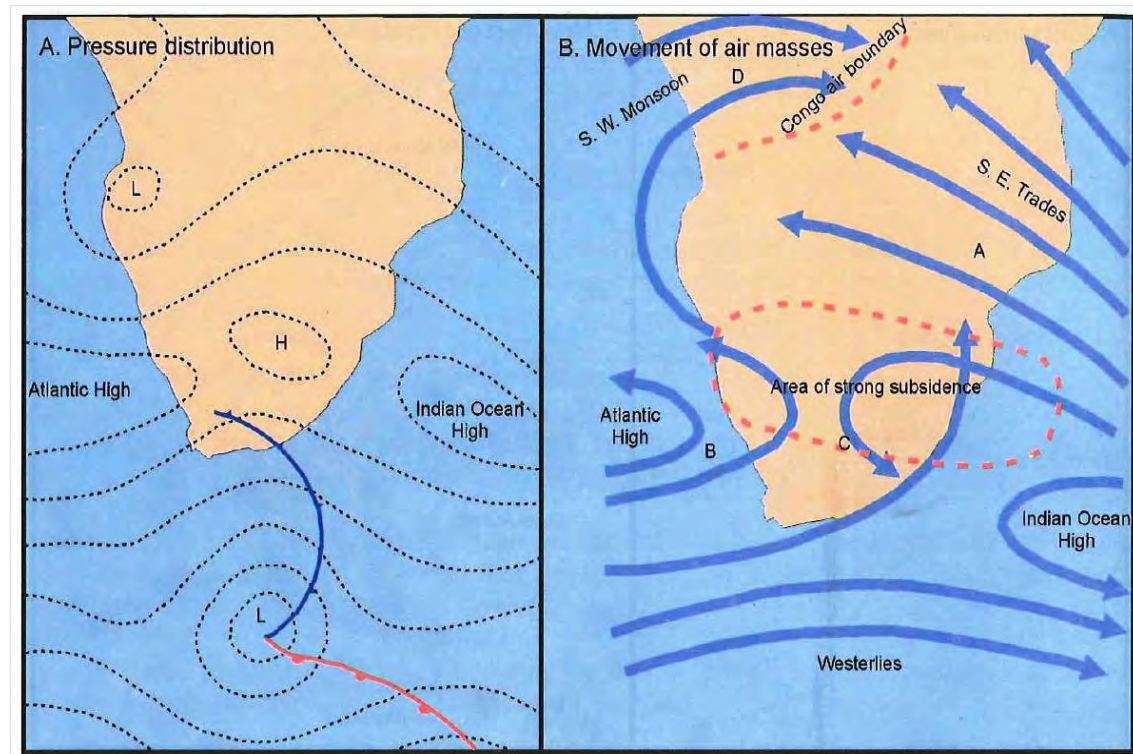 A. Pressure distribution
L
H
Atlantic High
Indian Ocean
High
L
B. Movement of air masses
D
S. W. Monsoon
Congo air boundary
A
S. E. Trades
Area of strong subsidence
Atlantic
High
B
C
Indian Ocean
High
Westerlies